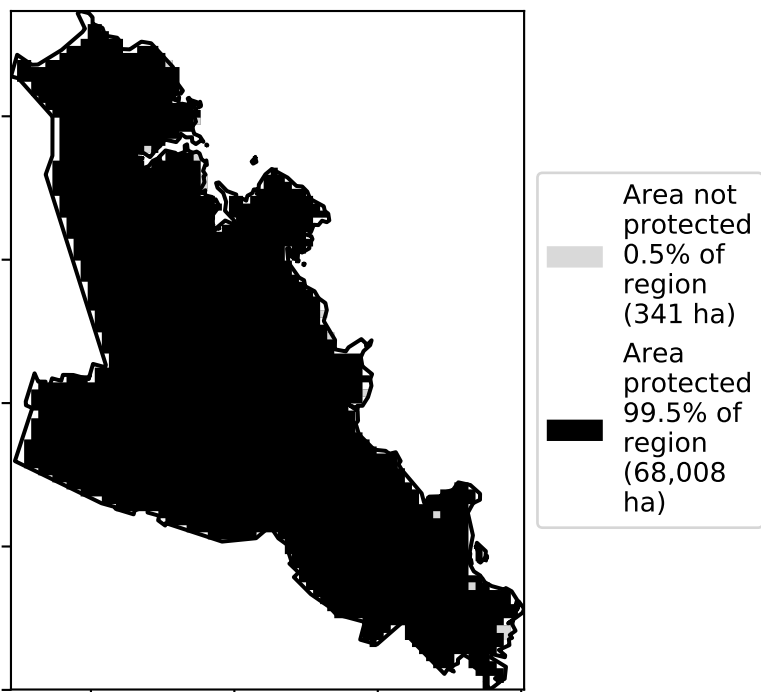 Area not
protected
0.5% of
region
(341 ha)
Area
protected
99.5% of
region
(68,008
ha)